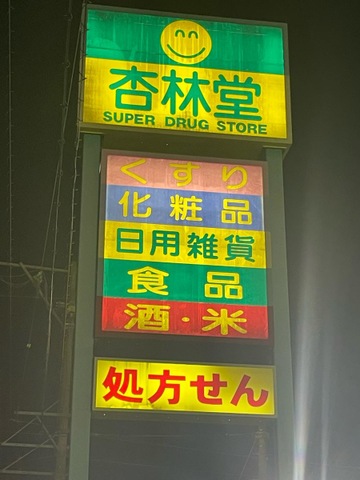 杏林堂
SUPER DRUG STORE
くすり
化粧品
日用雑貨
食品
酒・米
処方せん